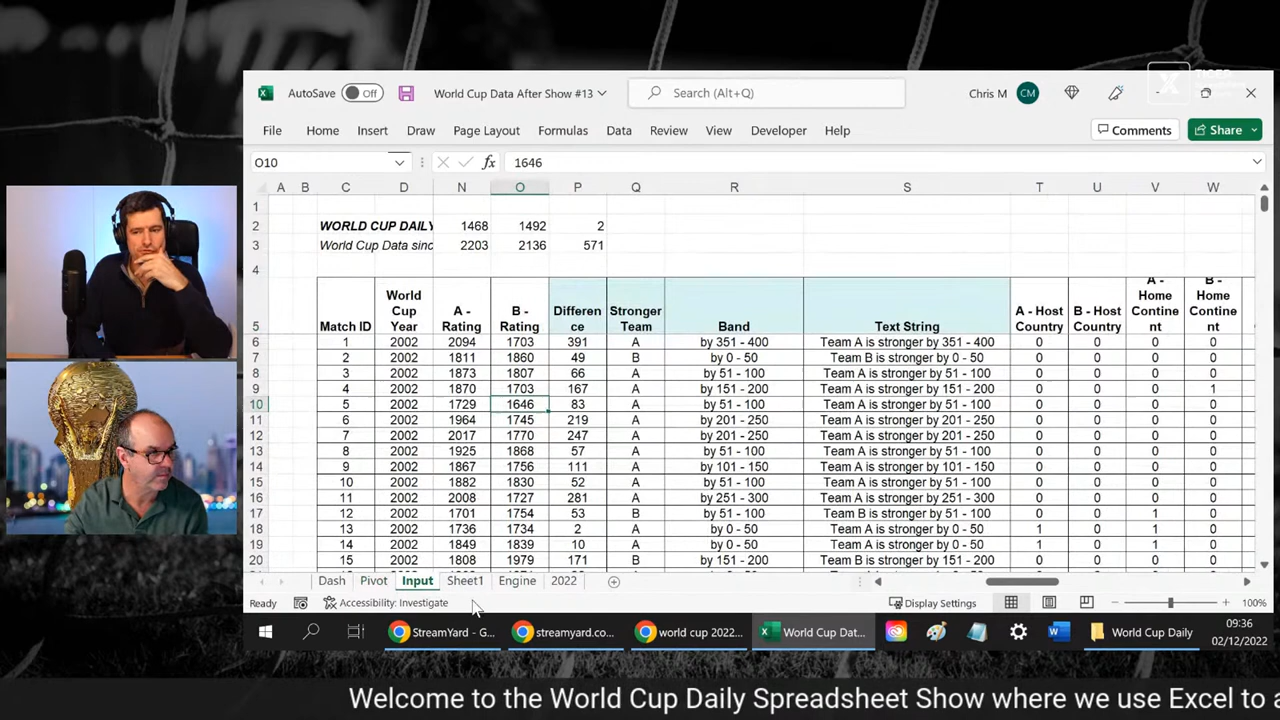 AutoSave Off World Cup Data After Show #13 Search (Alt+Q) Chris M CM
File Home Insert Draw Page Layout Formulas Data Review View Developer Help Comments Share
O10 fx 1646
A B C D N O P Q R S T U V W
1
2 WORLD CUP DAILY 1468 1492 2
3 World Cup Data sinc 2203 2136 571
4
5 Match ID World Cup Year A - Rating B - Rating Differen ce Stronger Team Band Text String A - Host Country B - Host Country A - Home Contine nt B - Home Contine nt
6 1 2002 2094 1703 391 A by 351 - 400 Team A is stronger by 351 - 400 0 0 0 0
7 2 2002 1811 1860 49 B by 0 - 50 Team B is stronger by 0 - 50 0 0 0 0
8 3 2002 1873 1807 66 A by 51 - 100 Team A is stronger by 51 - 100 0 0 0 0
9 4 2002 1870 1703 167 A by 151 - 200 Team A is stronger by 151 - 200 0 0 0 1
10 5 2002 1729 1646 83 A by 51 - 100 Team A is stronger by 51 - 100 0 0 0 0
11 6 2002 1964 1745 219 A by 201 - 250 Team A is stronger by 201 - 250 0 0 0 0
12 7 2002 2017 1770 247 A by 201 - 250 Team A is stronger by 201 - 250 0 0 0 0
13 8 2002 1925 1868 57 A by 51 - 100 Team A is stronger by 51 - 100 0 0 0 0
14 9 2002 1867 1756 111 A by 101 - 150 Team A is stronger by 101 - 150 0 0 0 0
15 10 2002 1882 1830 52 A by 51 - 100 Team A is stronger by 51 - 100 0 0 0 0
16 11 2002 2008 1727 281 A by 251 - 300 Team A is stronger by 251 - 300 0 0 0 0
17 12 2002 1701 1754 53 B by 51 - 100 Team B is stronger by 51 - 100 0 0 1 0
18 13 2002 1736 1734 2 A by 0 - 50 Team A is stronger by 0 - 50 1 0 1 0
19 14 2002 1849 1839 10 A by 0 - 50 Team A is stronger by 0 - 50 1 0 1 0
20 15 2002 1808 1979 171 B by 151 - 200 Team B is stronger by 151 - 200 0 0 0 0
Dash Pivot Input Sheet1 Engine 2022
Ready Accessibility: Investigate Display Settings 100%
StreamYard - G... streamyard.co... world cup 2022... World Cup Dat... World Cup Daily 09:36
02/12/2022
Welcome to the World Cup Daily Spreadsheet Show where we use Excel to a